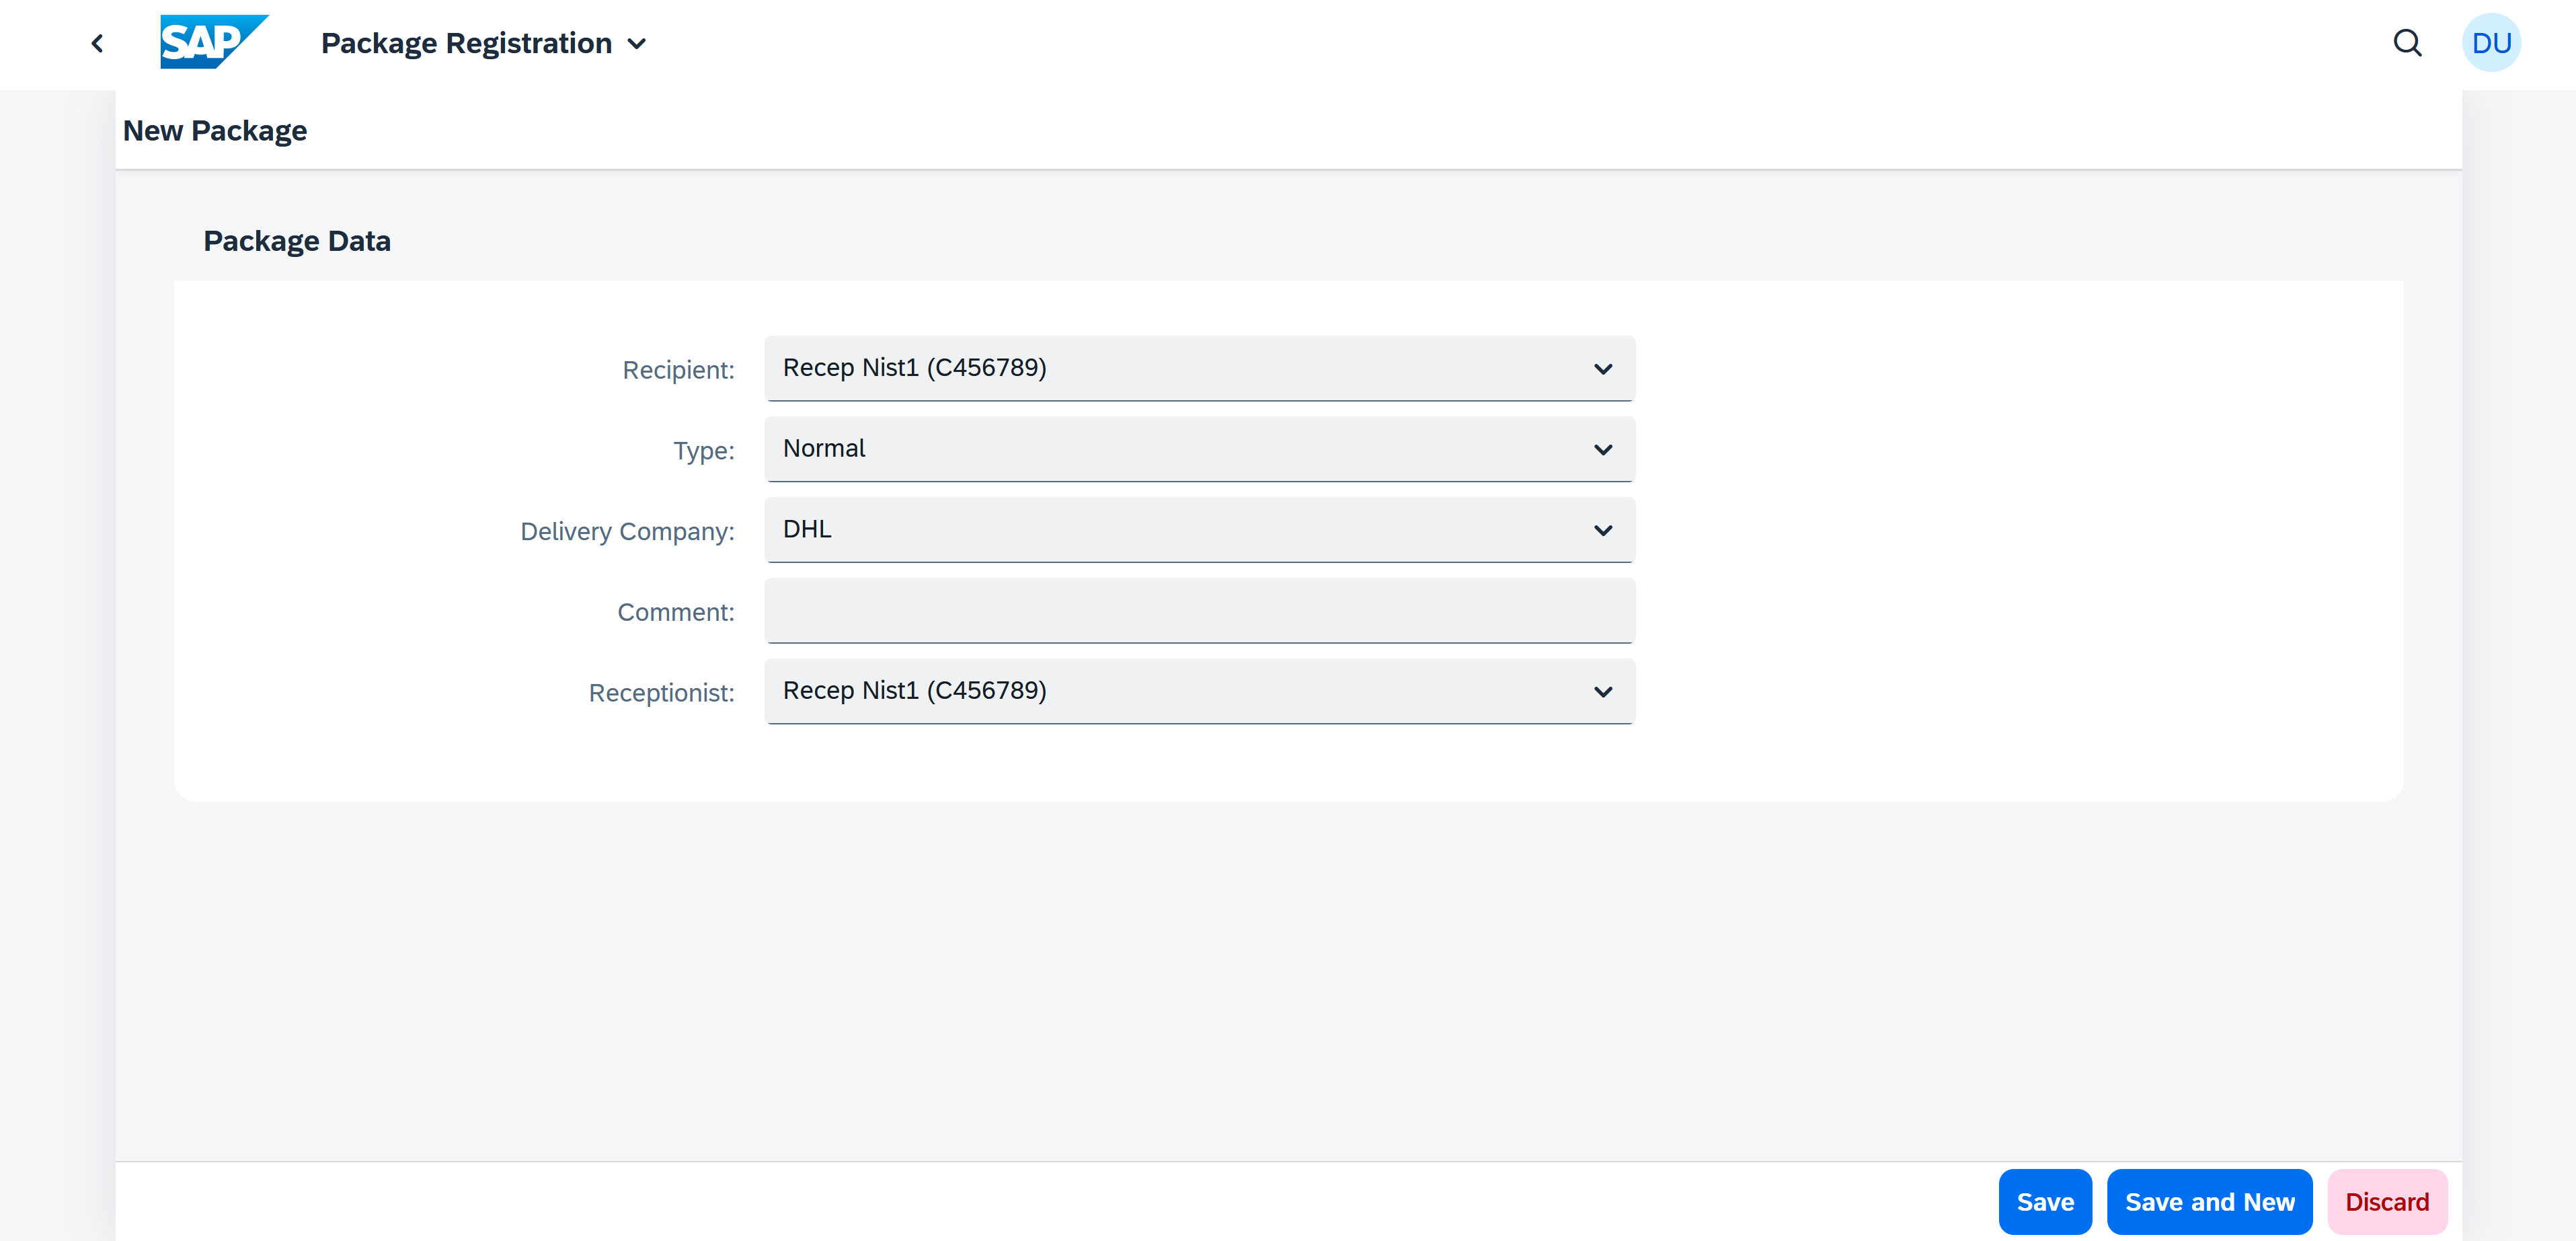 SAP Package Registration DU
New Package
Package Data
Recipient: Recep Nist1 (C456789)
Type: Normal
Delivery Company: DHL
Comment:
Receptionist: Recep Nist1 (C456789)
Save Save and New Discard